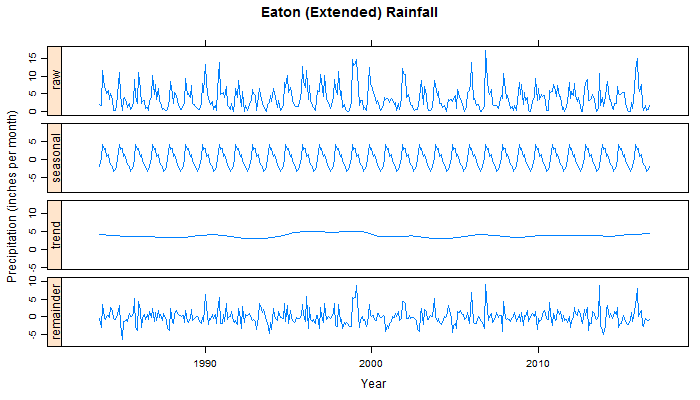 Eaton (Extended) Rainfall
Precipitation (inches per month)
raw
0 5 10 15
seasonal
-5 0 5 10
trend
-5 0 5 10
remainder
-5 0 5 10
1990 2000 2010
Year